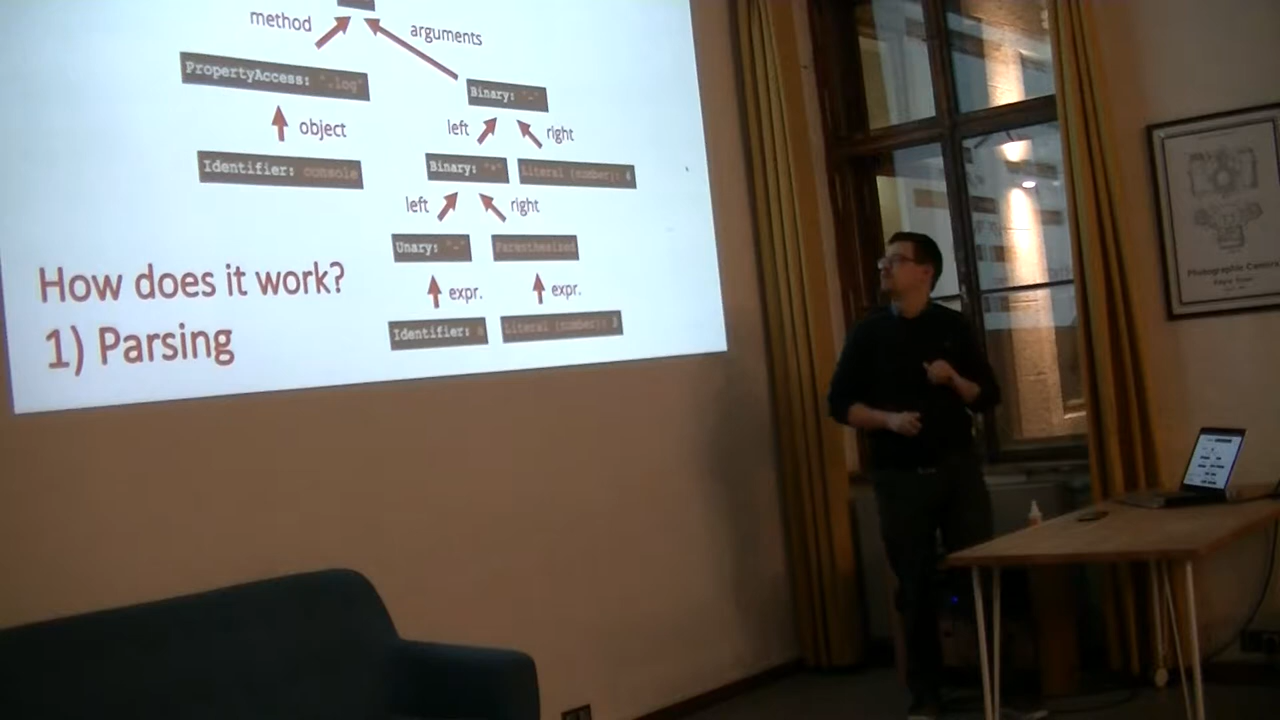 method
arguments
PropertyAccess: ".log"
Binary: "-"
object
left
right
Identifier: console
Binary: "+"
Literal (number): 4
left
right
Unary: "-"
Parenthesized
expr.
expr.
Identifier: a
Literal (number): 3
How does it work?
1) Parsing
Photographic Camera